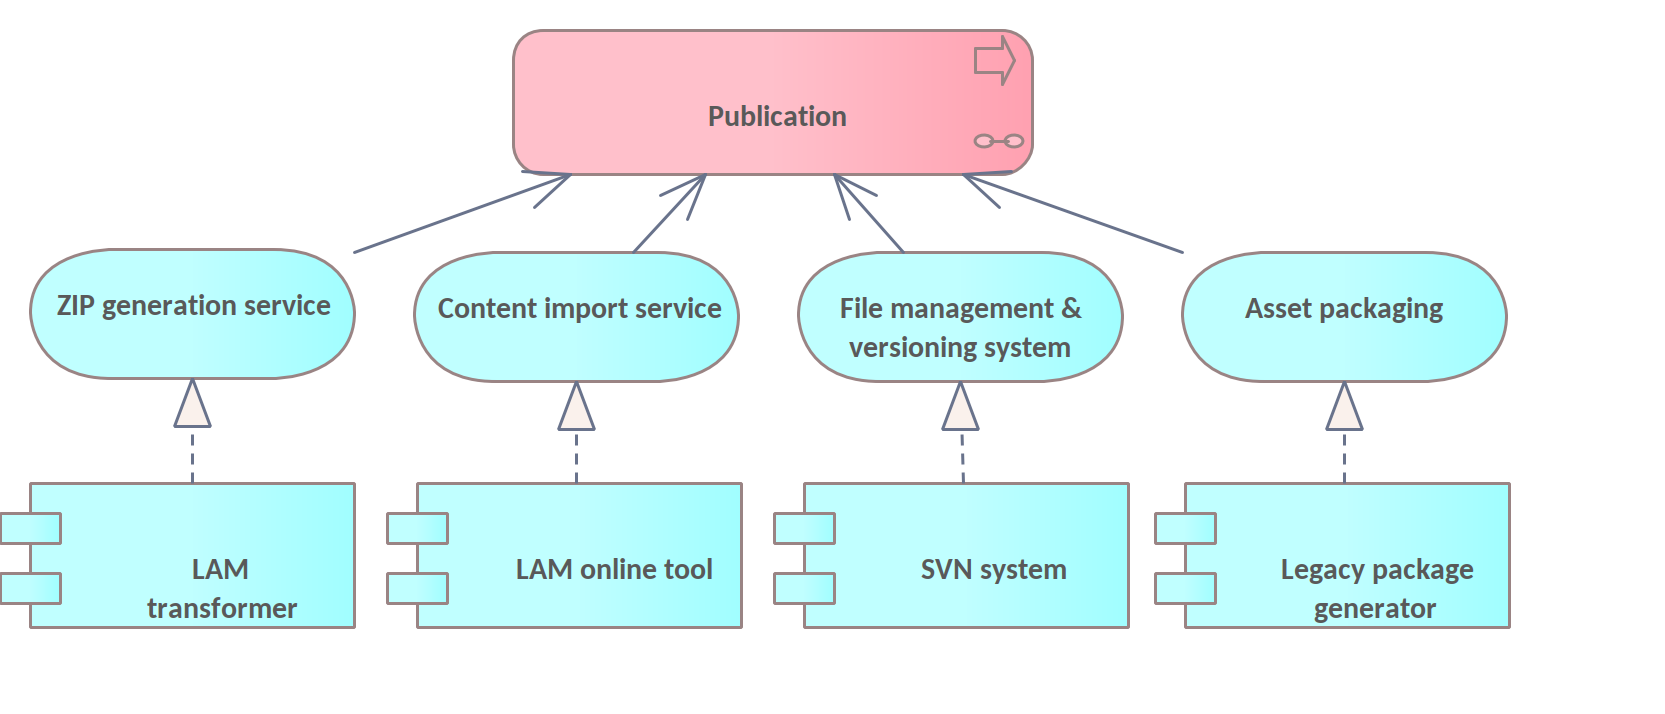 Publication
ZIP generation service
Content import service
File management &
versioning system
Asset packaging
LAM
transformer
LAM online tool
SVN system
Legacy package
generator